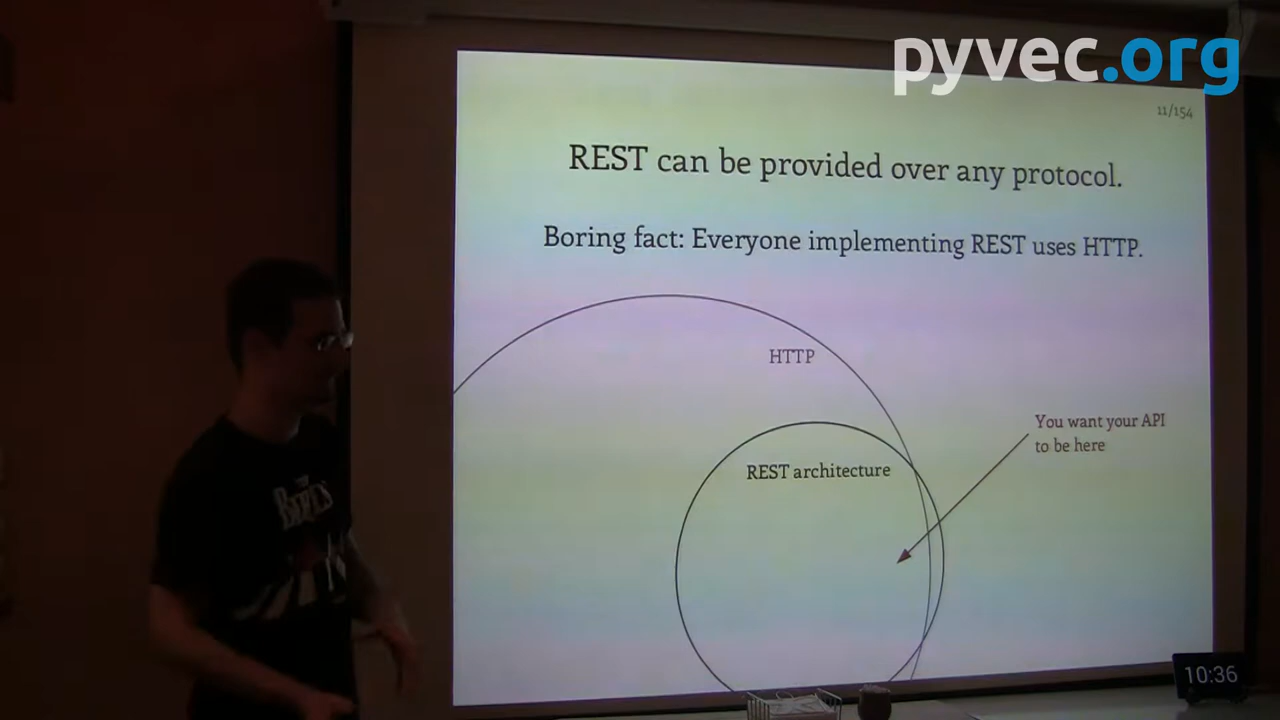 pyvec.org
11/154
REST can be provided over any protocol.
Boring fact: Everyone implementing REST uses HTTP.
HTTP
You want your API
to be here
REST architecture
10:36